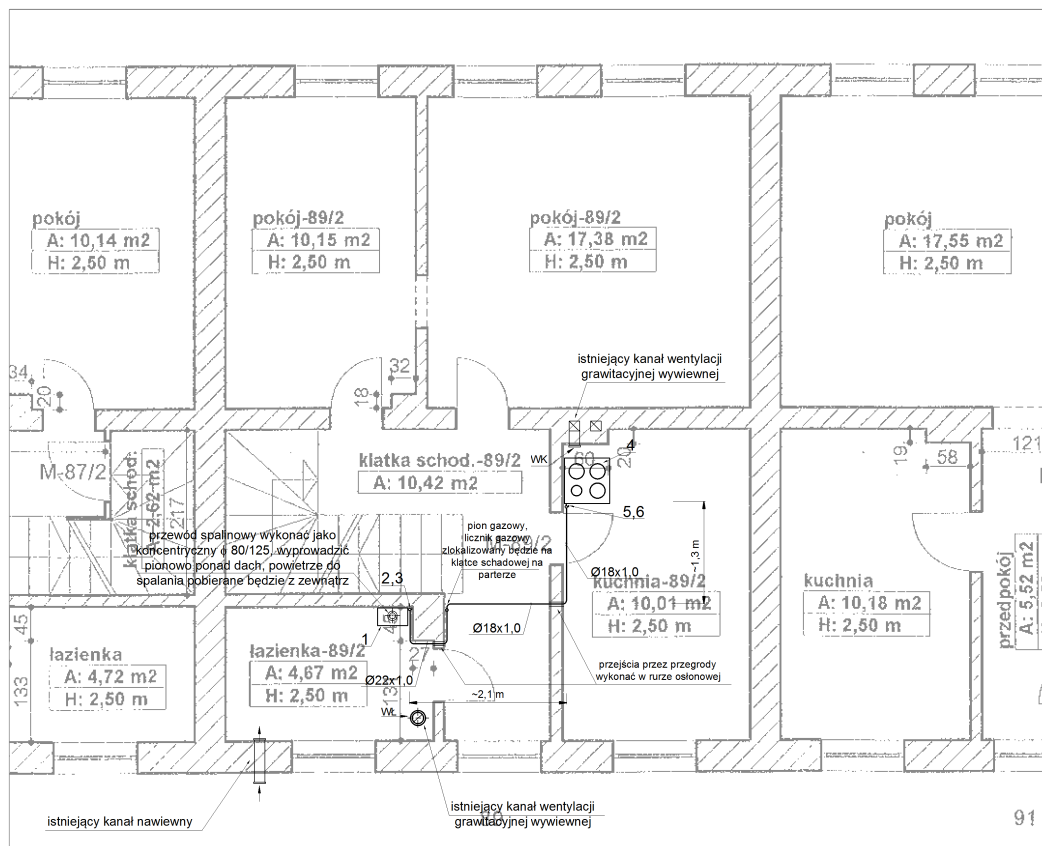 pokój
A: 10,14 m2
H: 2,50 m
pokój-89/2
A: 10,15 m2
H: 2,50 m
pokój-89/2
A: 17,38 m2
H: 2,50 m
pokój
A: 17,55 m2
H: 2,50 m
istniejący kanał wentylacji
grawitacyjnej wywiewnej
34
20
32
18
M-87/2
klatka schod.
A: 2,62 m2
217
klatka schod.-89/2
A: 10,42 m2
WK
60
20
4
19
58
121
5,6
~1,3 m
przewód spalinowy wykonać jako
koncentryczny ϕ 80/125, wyprowadzić
pionowo ponad dach, powietrze do
spalania pobierane będzie z zewnątrz
pion gazowy,
licznik gazowy
zlokalizowany będzie na
klatce schadowej na
parterze
M-89/2
2,3
Ø18x1,0
kuchnia-89/2
A: 10,01 m2
H: 2,50 m
kuchnia
A: 10,18 m2
H: 2,50 m
przedpokój
A: 5,52 m2
45
133
łazienka
A: 4,72 m2
H: 2,50 m
1
łazienka-89/2
A: 4,67 m2
H: 2,50 m
27
Ø22x1,0
Ø18x1,0
przejścia przez przegrody
wykonać w rurze osłonowej
~2,1 m
WŁ
istniejący kanał nawiewny
istniejący kanał wentylacji
grawitacyjnej wywiewnej
91